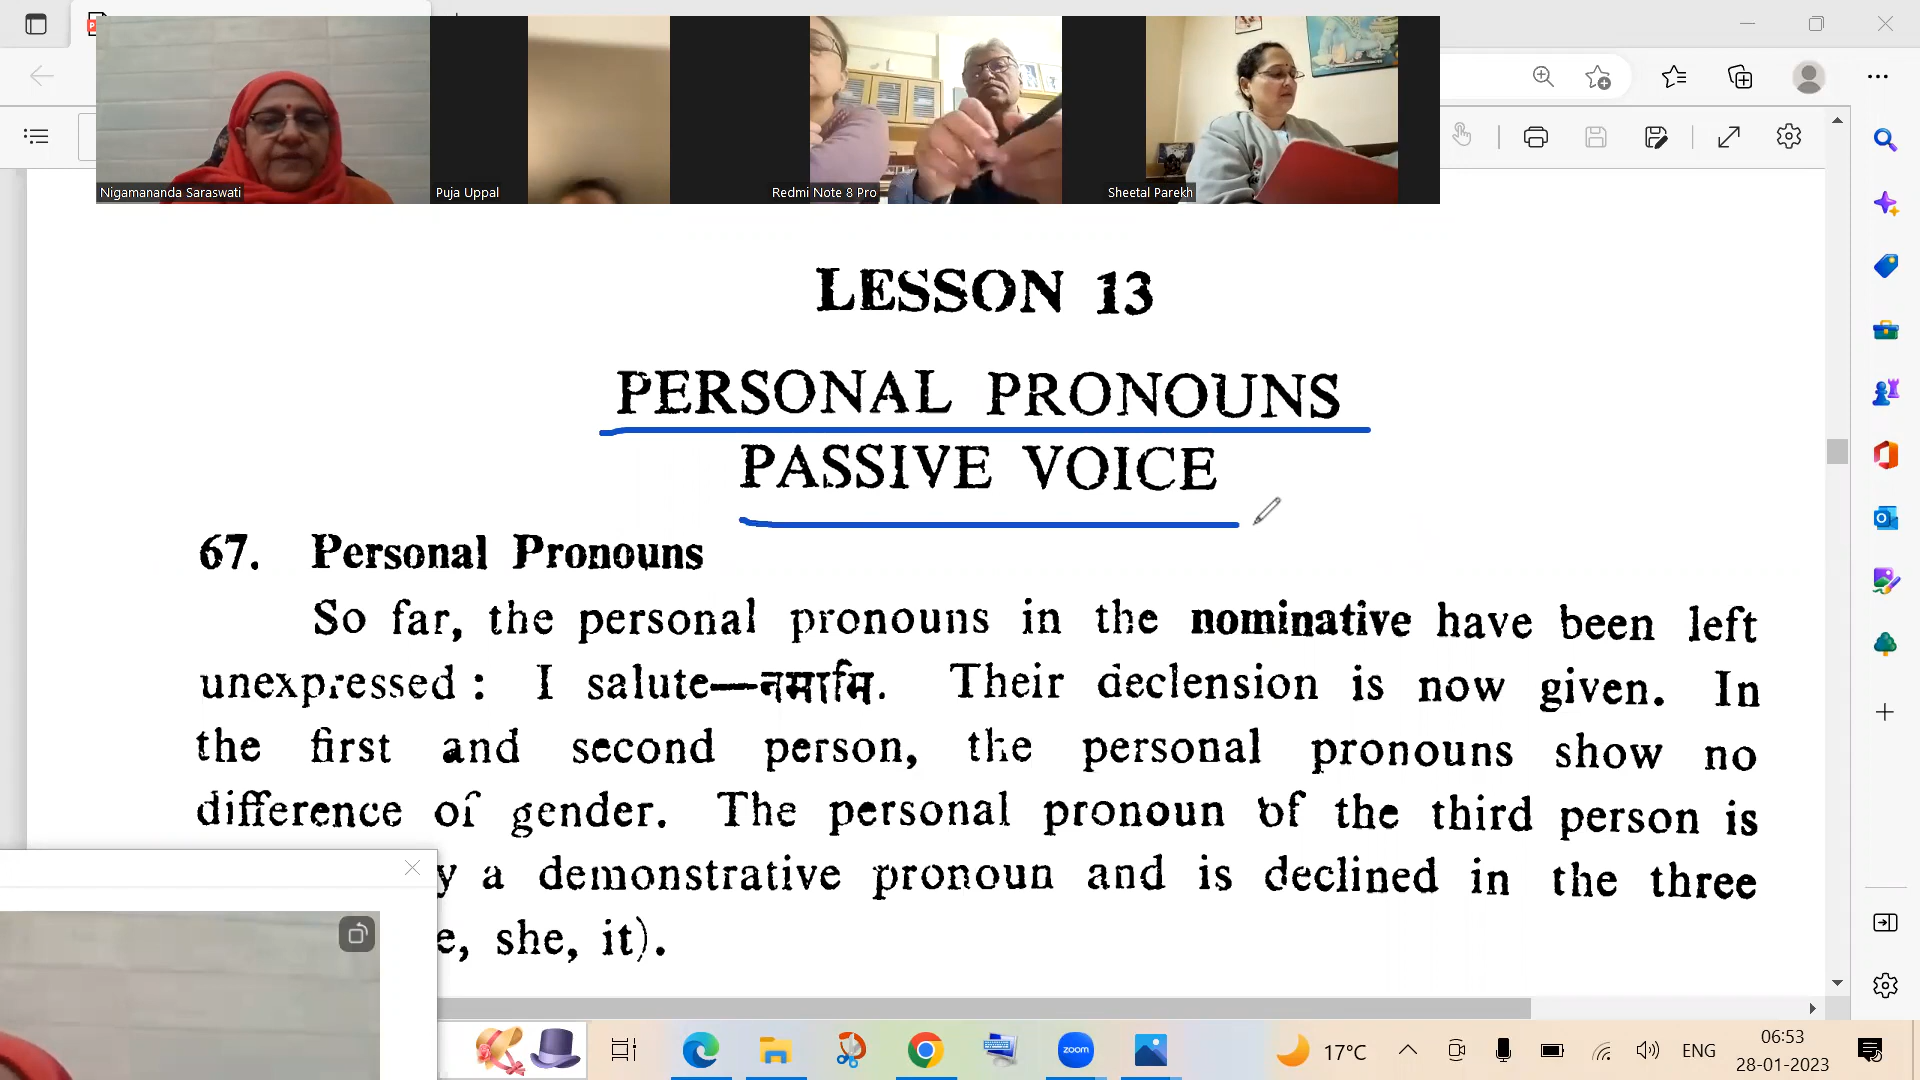 Nigamananda Saraswati
Puja Uppal
Redmi Note 8 Pro
Sheetal Parekh
LESSON 13
PERSONAL PRONOUNS
PASSIVE VOICE
67. Personal Pronouns
So far, the personal pronouns in the nominative have been left
unexpressed : I salute—नमामि. Their declension is now given. In
the first and second person, the personal pronouns show no
difference of gender. The personal pronoun of the third person is
y a demonstrative pronoun and is declined in the three
e, she, it).
zoom
17°C
ENG
06:53
28-01-2023